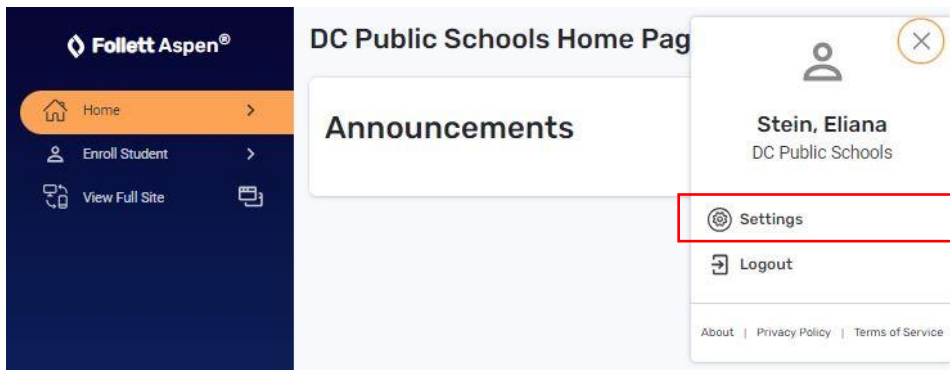 Follett Aspen®
Home
Enroll Student
View Full Site
DC Public Schools Home Pag
Announcements
Stein, Eliana
DC Public Schools
Settings
Logout
About | Privacy Policy | Terms of Service